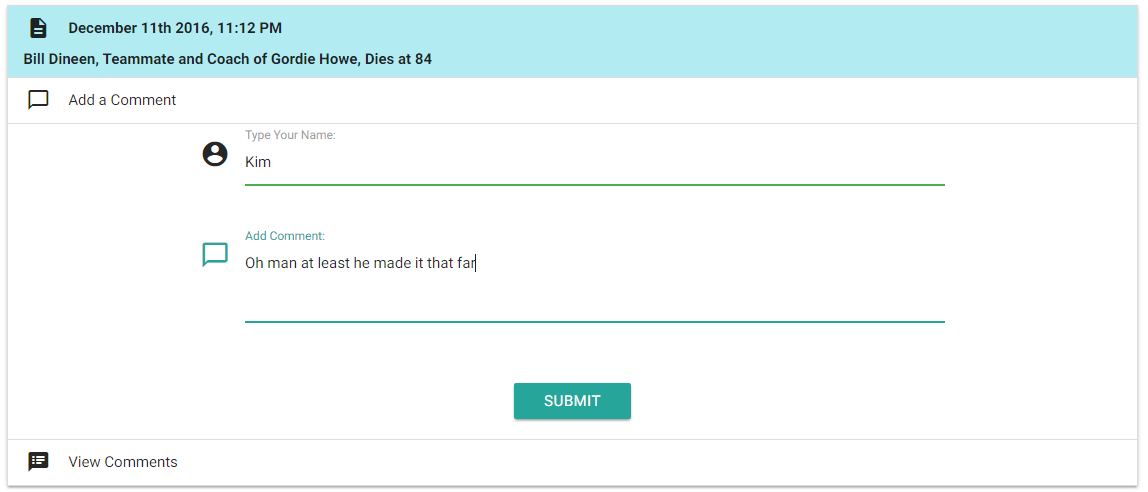 December 11th 2016, 11:12 PM
Bill Dineen, Teammate and Coach of Gordie Howe, Dies at 84
Add a Comment
Type Your Name:
Kim
Add Comment:
Oh man at least he made it that far
SUBMIT
View Comments